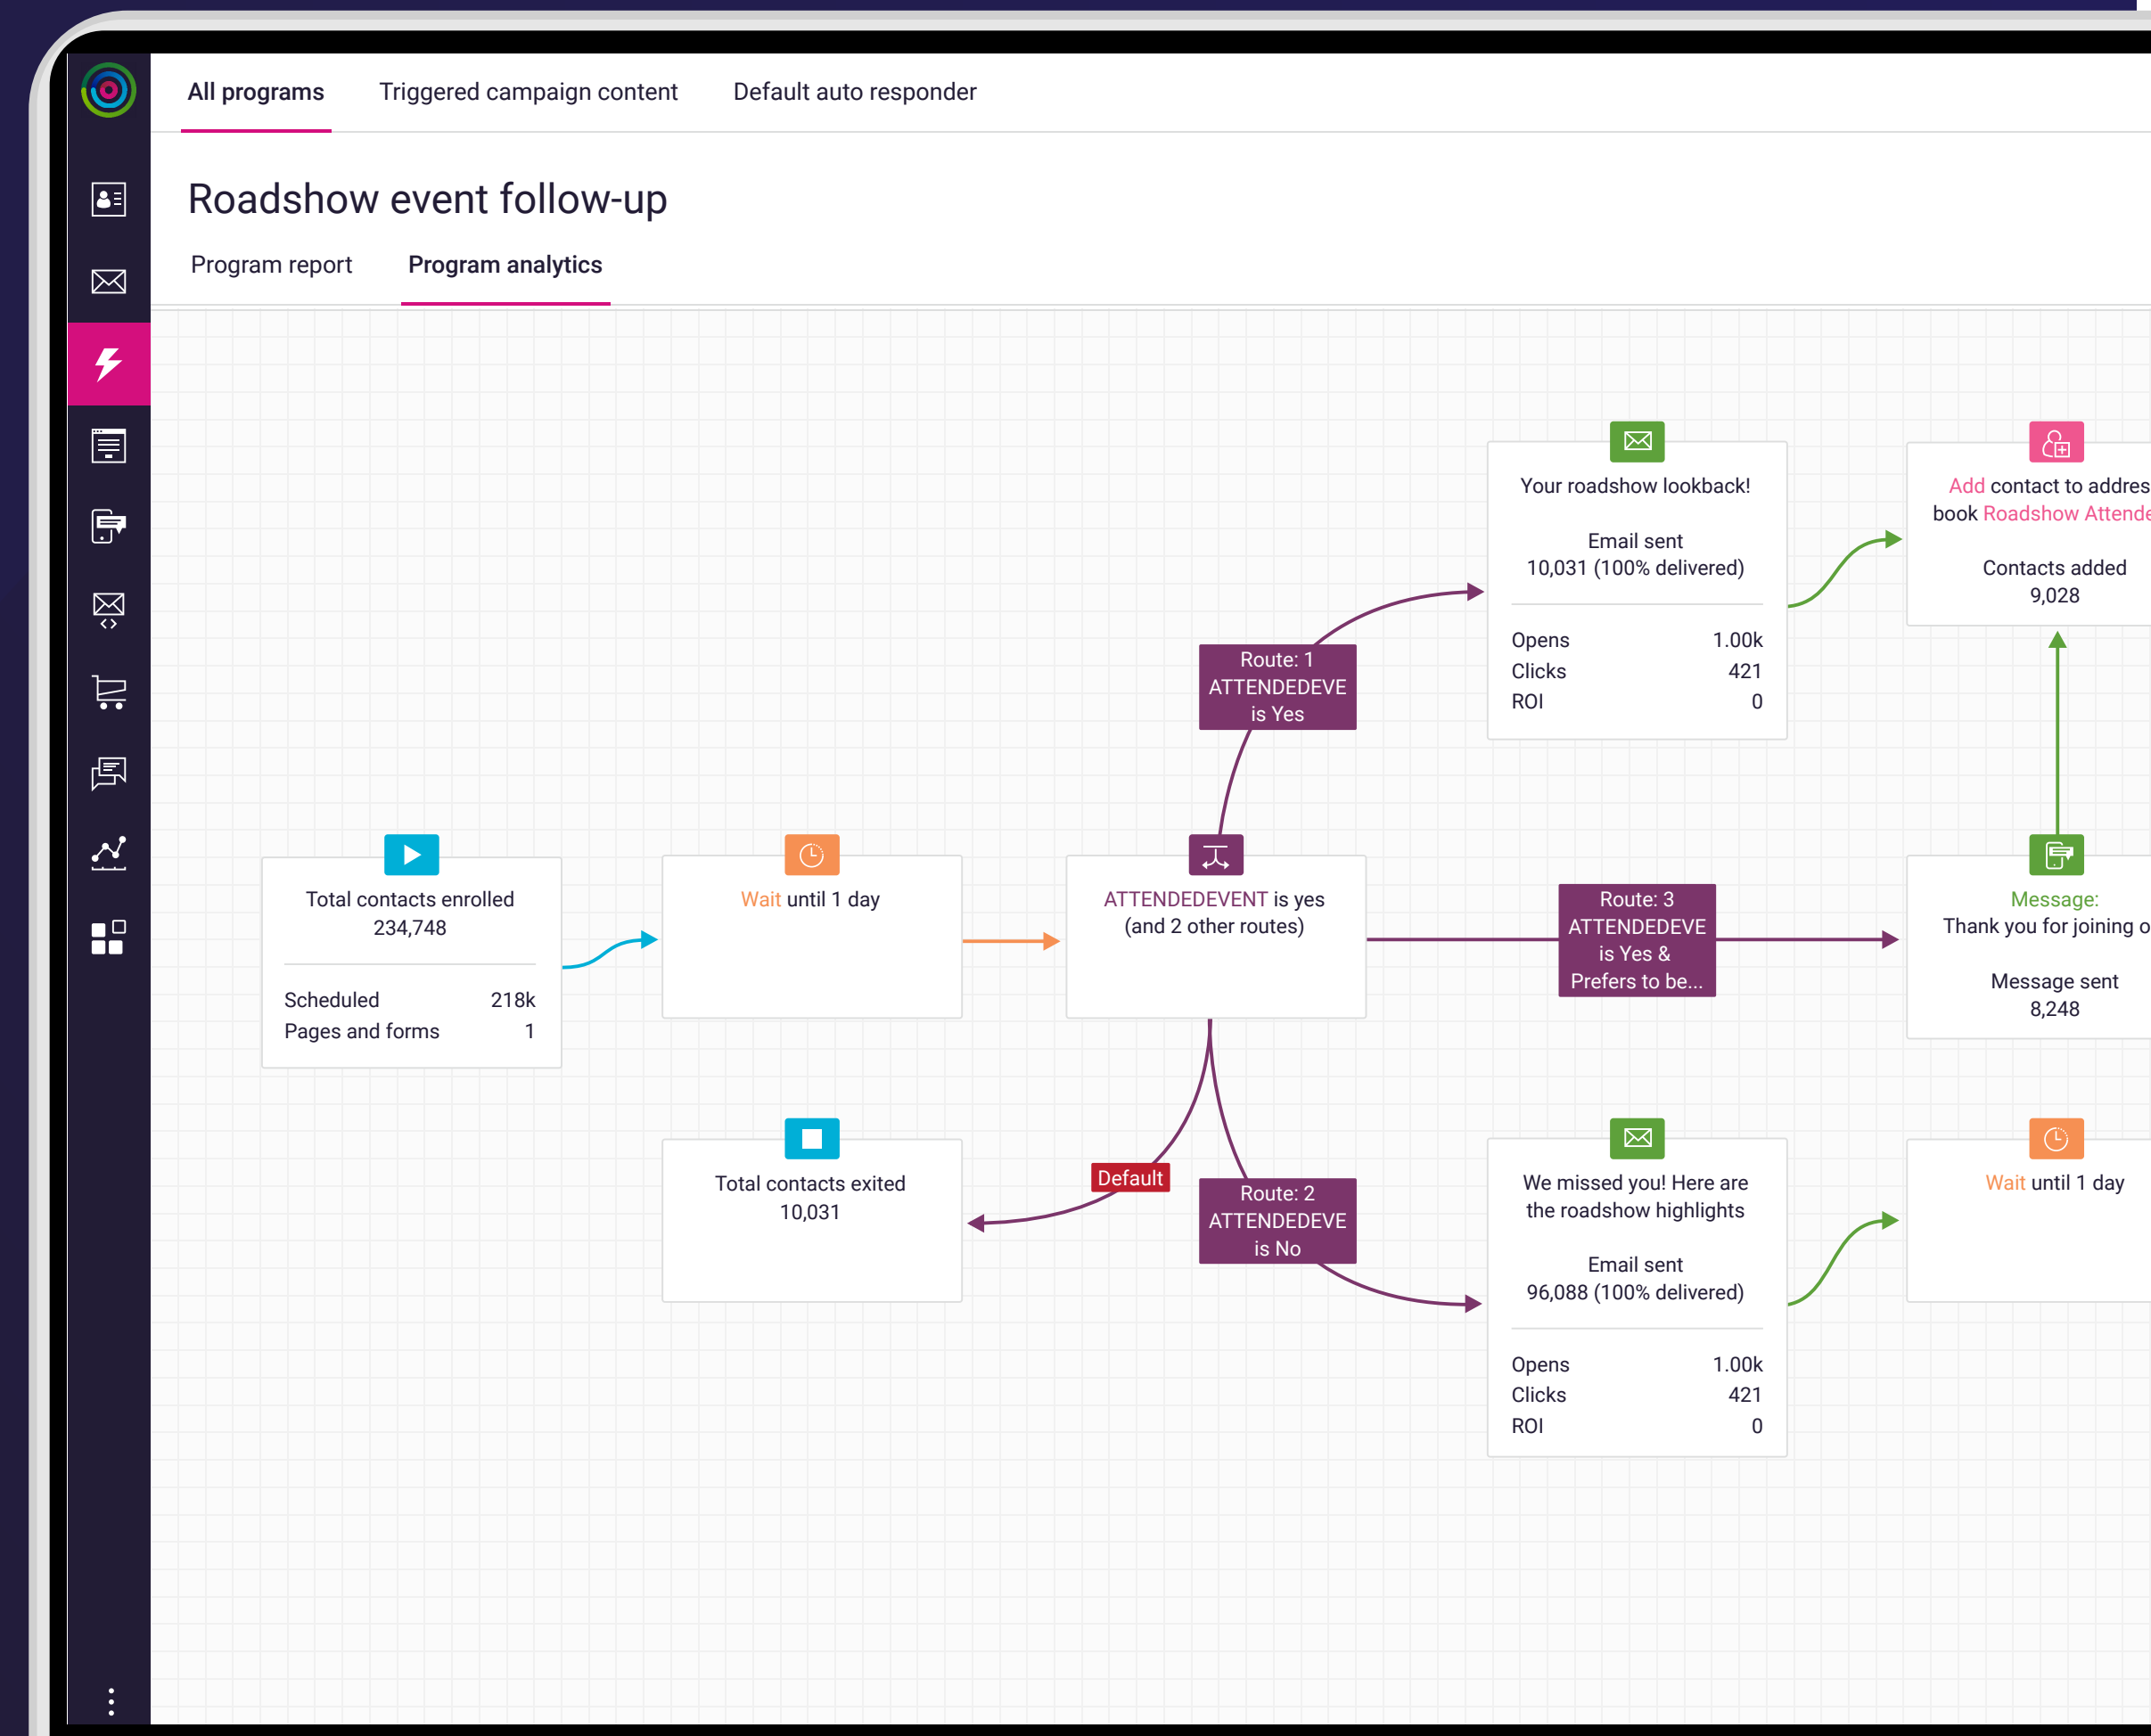 All programs
Triggered campaign content
Default auto responder
Roadshow event follow-up
Program report
Program analytics
Total contacts enrolled
234,748
Scheduled 218k
Pages and forms 1
Wait until 1 day
Total contacts exited
10,031
ATTENDEDEVENT is yes
(and 2 other routes)
Default
Route: 1
ATTENDEDEVE
is Yes
Route: 3
ATTENDEDEVE
is Yes &
Prefers to be...
Route: 2
ATTENDEDEVE
is No
Your roadshow lookback!
Email sent
10,031 (100% delivered)
Opens 1.00k
Clicks 421
ROI 0
We missed you! Here are
the roadshow highlights
Email sent
96,088 (100% delivered)
Opens 1.00k
Clicks 421
ROI 0
Add contact to addres
book Roadshow Attende
Contacts added
9,028
Message:
Thank you for joining o
Message sent
8,248
Wait until 1 day